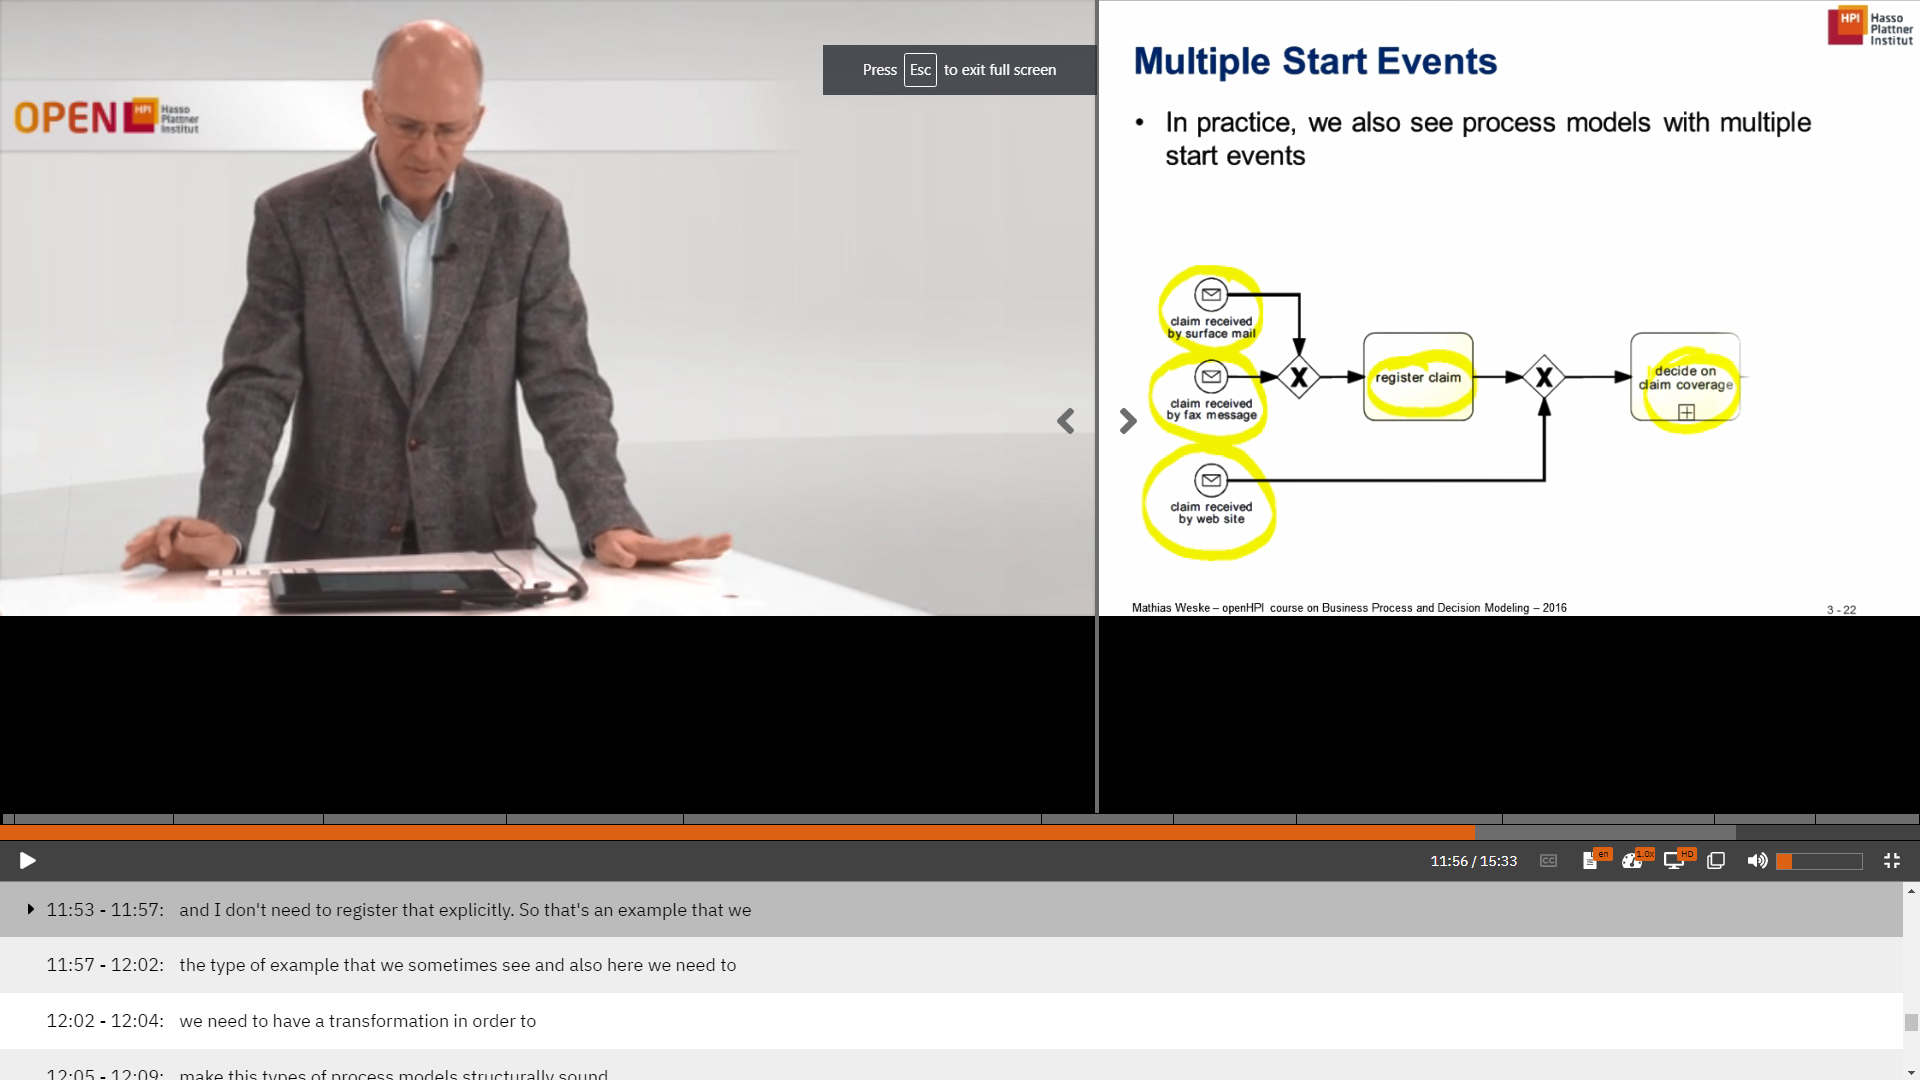 OPEN HPI Hasso
Plattner
Institut
Press Esc to exit full screen
HPI Hasso
Plattner
Institut
Multiple Start Events
• In practice, we also see process models with multiple
start events
claim received
by surface mail
claim received
by fax message
claim received
by web site
X
register claim
X
decide on
claim coverage
Mathias Weske – openHPI course on Business Process and Decision Modeling – 2016
3 - 22
11:56 / 15:33
CC
en
1.0x
HD
11:53 - 11:57: and I don't need to register that explicitly. So that's an example that we
11:57 - 12:02: the type of example that we sometimes see and also here we need to
12:02 - 12:04: we need to have a transformation in order to
12:05 - 12:09: make this types of process models structurally sound